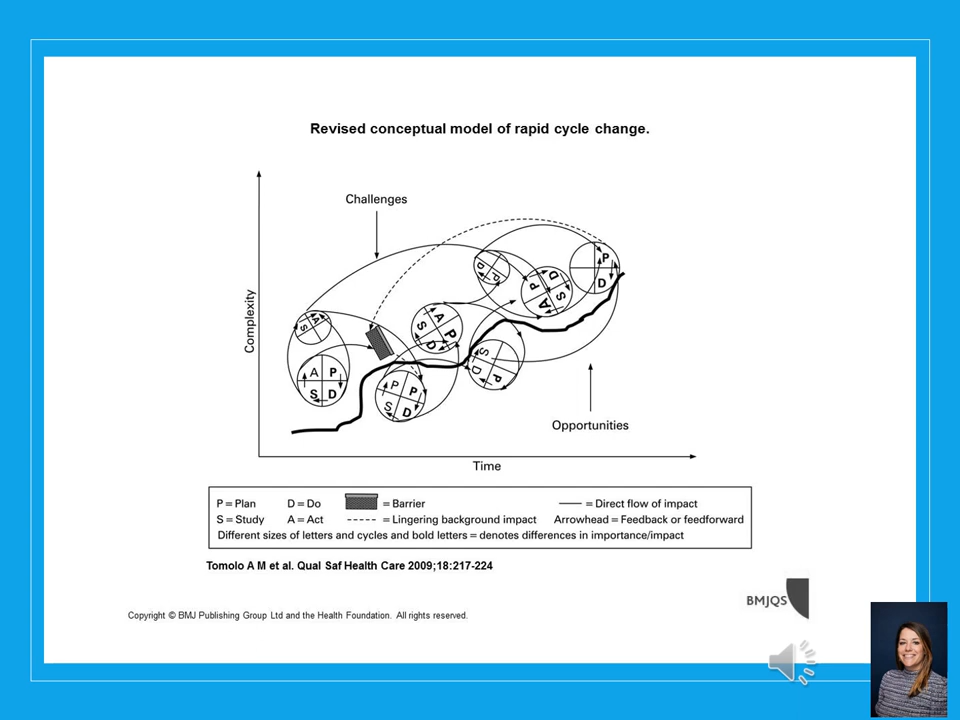 Revised conceptual model of rapid cycle change.
Challenges
Complexity
P
D
P
D
P
D
S
A
P
D
A
S
A
S
P
D
S
D
P
A
P
S
D
P
P
S
D
Opportunities
Time
P = Plan D = Do = Barrier = Direct flow of impact
S = Study A = Act = Lingering background impact Arrowhead = Feedback or feedforward
Different sizes of letters and cycles and bold letters = denotes differences in importance/impact
Tomolo A M et al. Qual Saf Health Care 2009;18:217-224
BMJQS
Copyright © BMJ Publishing Group Ltd and the Health Foundation. All rights reserved.